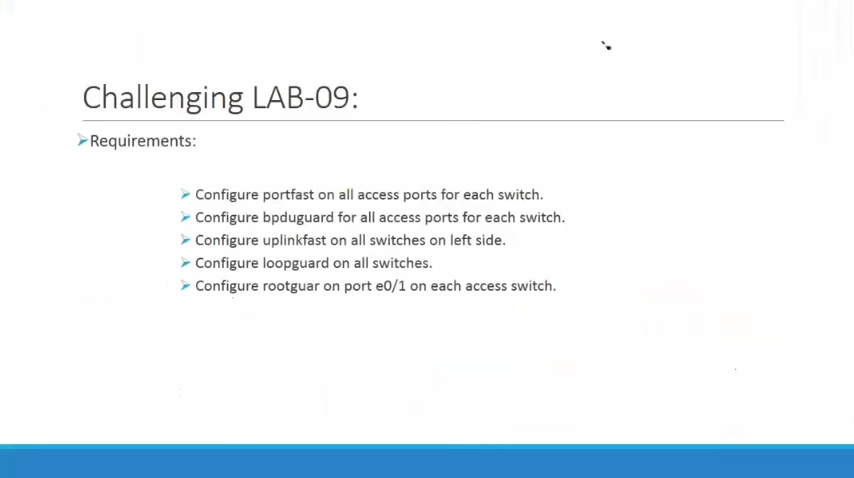 Challenging LAB-09:
Requirements:
Configure portfast on all access ports for each switch.
Configure bpduguard for all access ports for each switch.
Configure uplinkfast on all switches on left side.
Configure loopguard on all switches.
Configure rootguar on port e0/1 on each access switch.